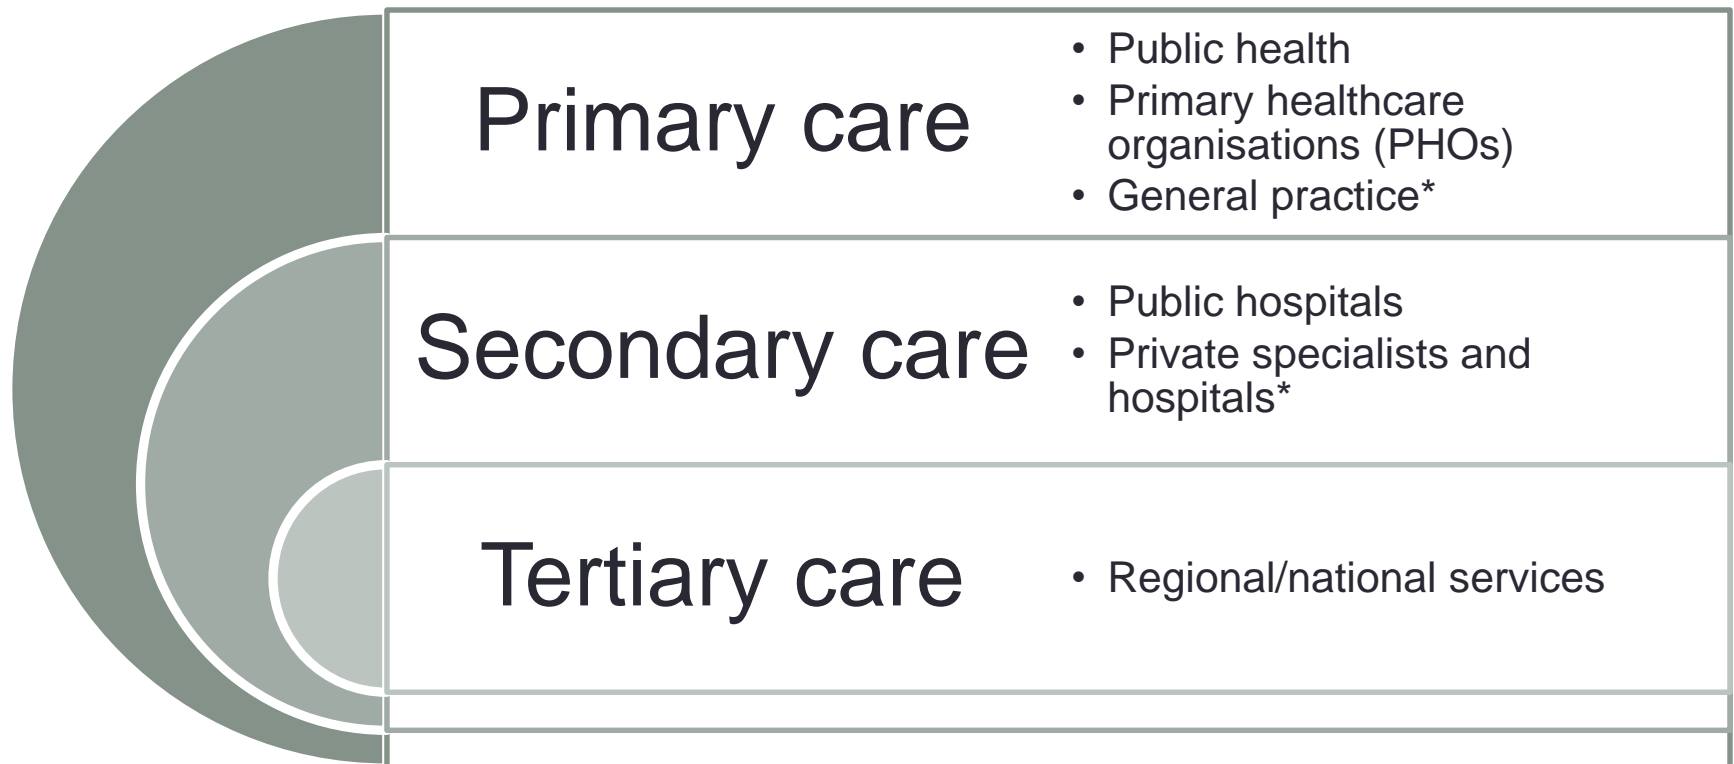 Primary care
• Public health
• Primary healthcare
organisations (PHOs)
• General practice*
Secondary care
• Public hospitals
• Private specialists and
hospitals*
Tertiary care
• Regional/national services